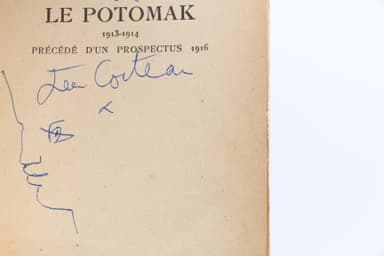 LE POTOMAK
1913-1914
PRÉCÉDÉ D'UN PROSPECTUS 1916
Jean Cocteau